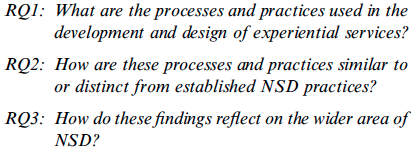 RQ1: What are the processes and practices used in the
development and design of experiential services?
RQ2: How are these processes and practices similar to
or distinct from established NSD practices?
RQ3: How do these findings reflect on the wider area of
NSD?